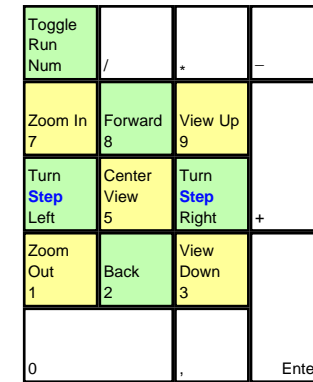 Toggle
Run
Num
/
*
–
Zoom In
7
Forward
8
View Up
9
Turn
Step
Left
Center
View
5
Turn
Step
Right
+
Zoom
Out
1
Back
2
View
Down
3
0
,
Ente